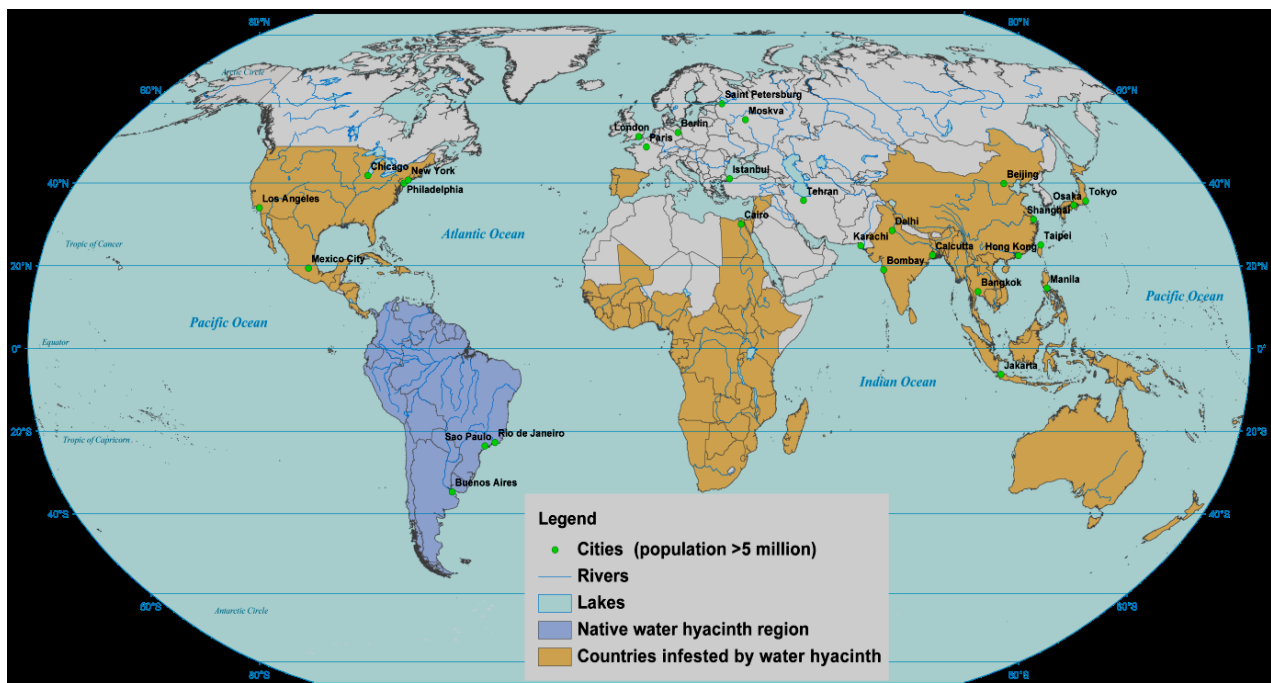 80°N
80°N
Arctic Circle
60°N
60°N
Saint Petersburg
Moskva
London
Berlin
Paris
Chicago
New York
Istanbul
Beijing
40°N
40°N
Philadelphia
Tehran
Osaka
Tokyo
Los Angeles
Shanghai
Cairo
Delhi
Atlantic Ocean
Karachi
Taipei
Tropic of Cancer
Calcutta
Hong Kong
Mexico City
Bombay
20°N
20°N
Bangkok
Manila
Pacific Ocean
Pacific Ocean
Equator
0°
0°
Jakarta
Indian Ocean
20°S
20°S
Tropic of Capricorn
Sao Paulo
Rio de Janeiro
Buenos Aires
40°S
40°S
Legend
Cities (population >5 million)
Rivers
Lakes
Native water hyacinth region
Countries infested by water hyacinth
60°S
60°S
Antarctic Circle
80°S
80°S